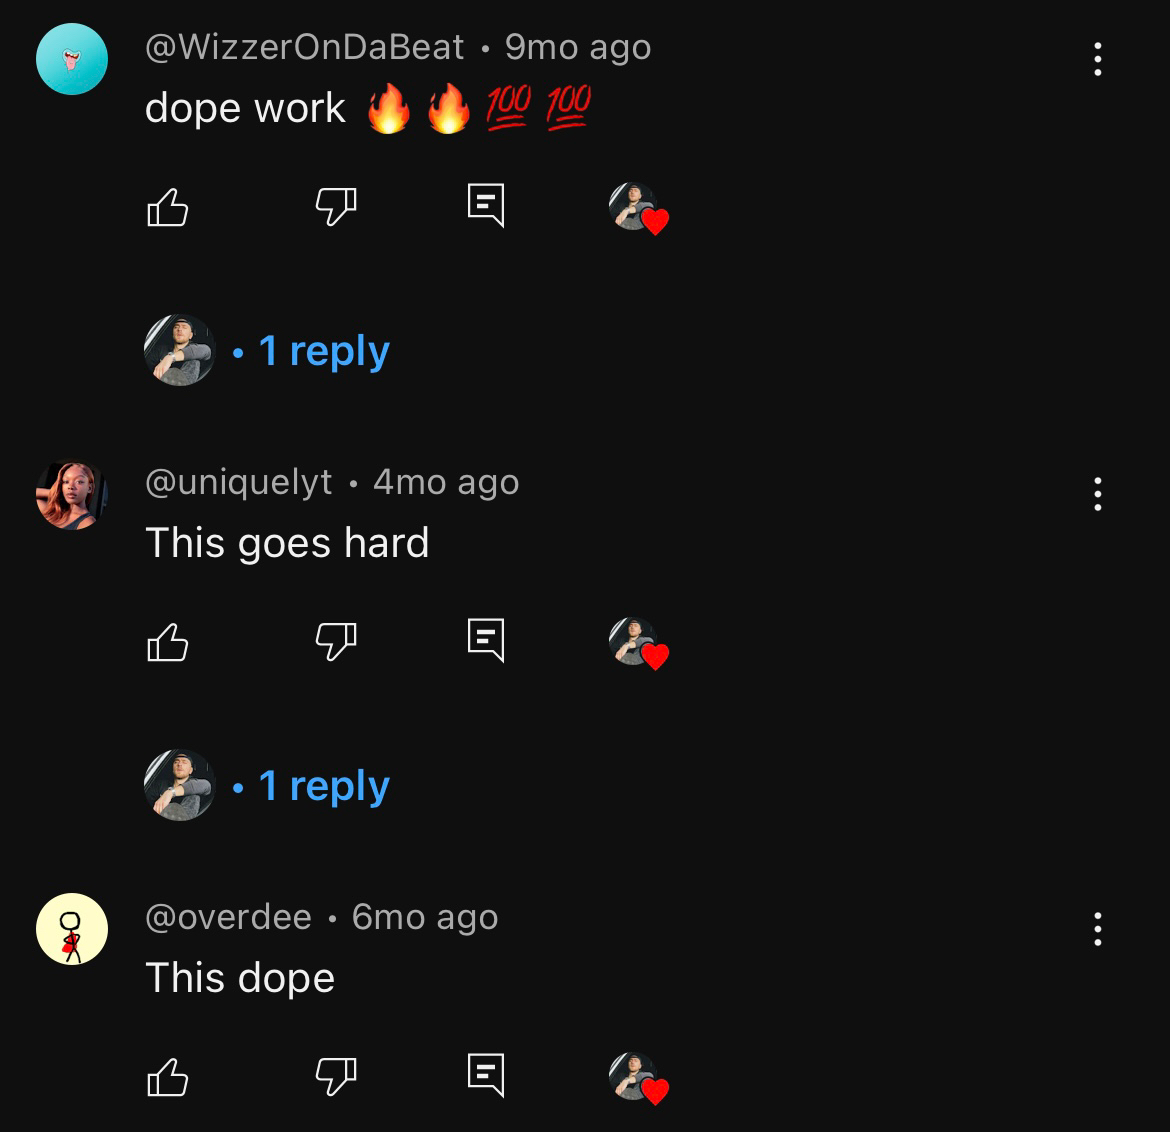 @WizzerOnDaBeat • 9mo ago
dope work 🔥 🔥 💯 💯
• 1 reply
@uniquelyt • 4mo ago
This goes hard
• 1 reply
@overdee • 6mo ago
This dope